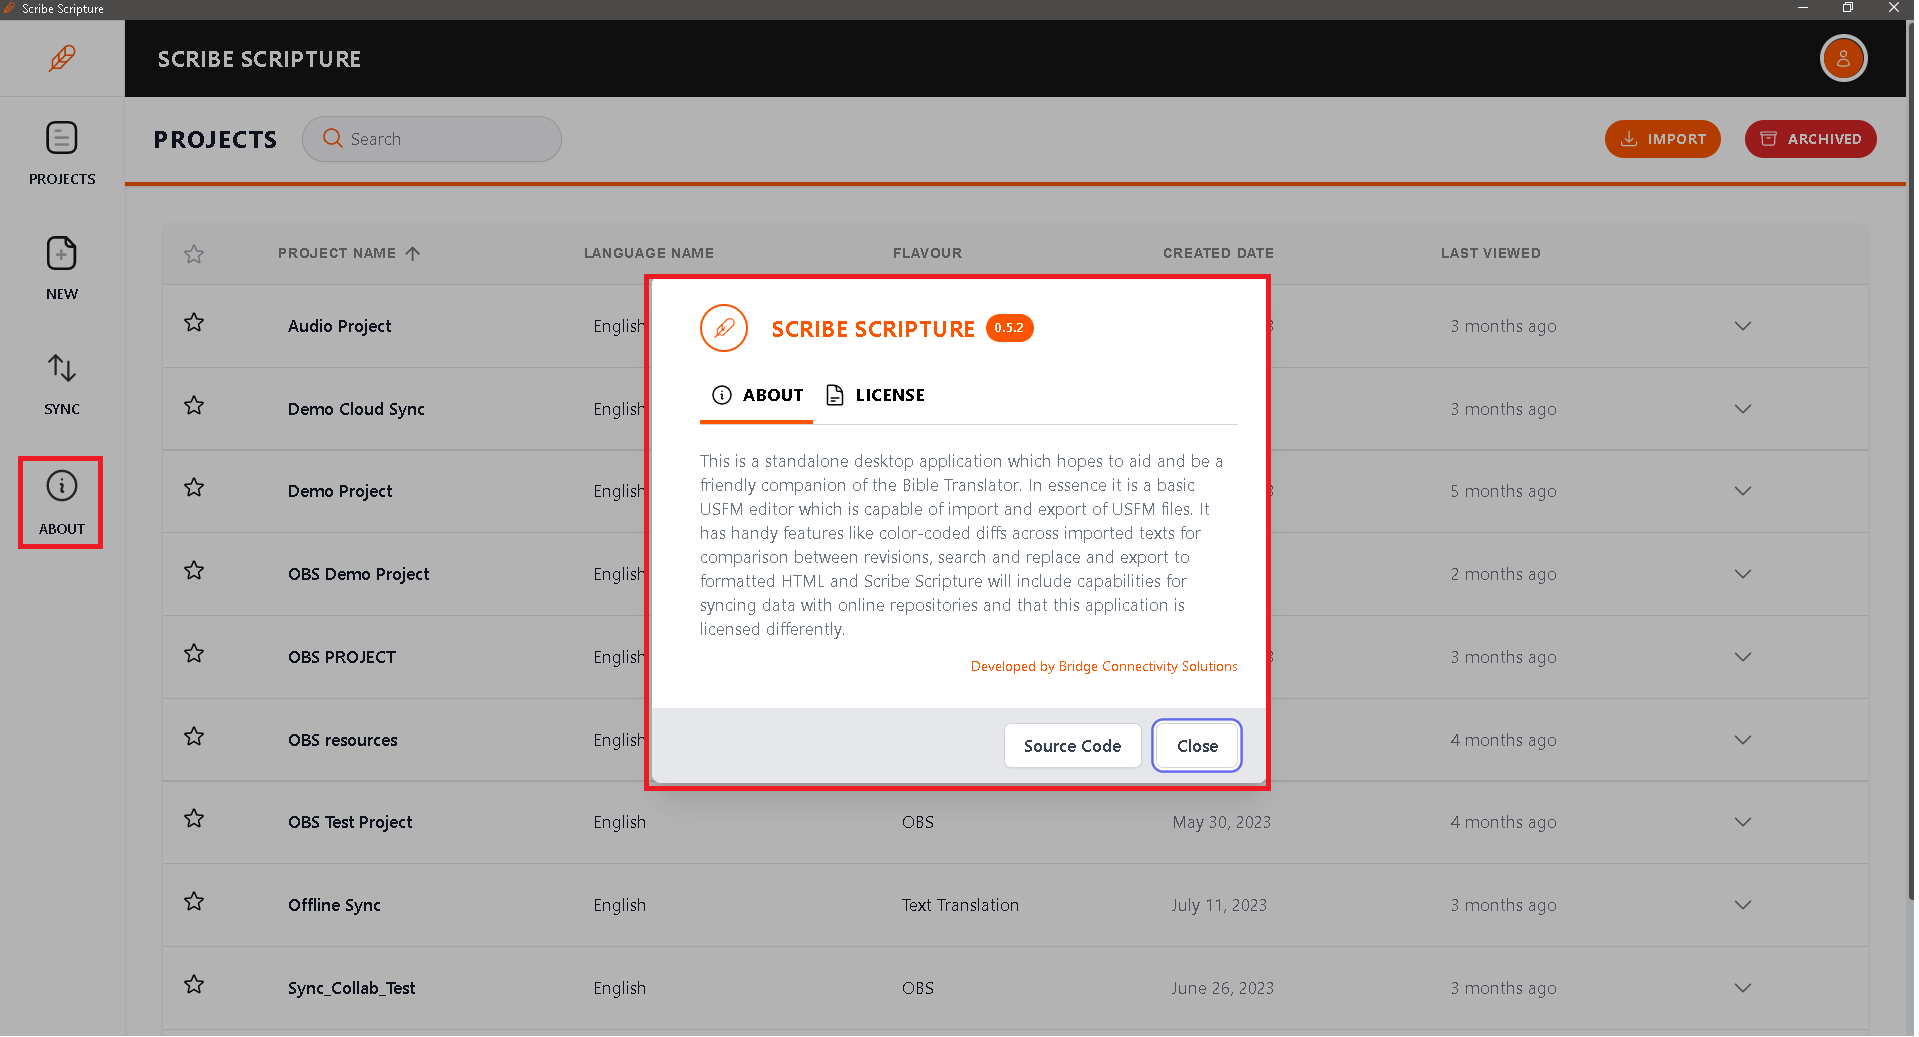 Scribe Scripture
SCRIBE SCRIPTURE
PROJECTS
Search
IMPORT
ARCHIVED
PROJECTS
NEW
SYNC
ABOUT
PROJECT NAME
LANGUAGE NAME
FLAVOUR
CREATED DATE
LAST VIEWED
Audio Project
English
3 months ago
Demo Cloud Sync
English
3 months ago
Demo Project
English
5 months ago
OBS Demo Project
English
2 months ago
OBS PROJECT
English
3 months ago
OBS resources
English
4 months ago
OBS Test Project
English
OBS
May 30, 2023
4 months ago
Offline Sync
English
Text Translation
July 11, 2023
3 months ago
Sync_Collab_Test
English
OBS
June 26, 2023
3 months ago
SCRIBE SCRIPTURE
0.5.2
ABOUT
LICENSE
This is a standalone desktop application which hopes to aid and be a
friendly companion of the Bible Translator. In essence it is a basic
USFM editor which is capable of import and export of USFM files. It
has handy features like color-coded diffs across imported texts for
comparison between revisions, search and replace and export to
formatted HTML and Scribe Scripture will include capabilities for
syncing data with online repositories and that this application is
licensed differently.
Developed by Bridge Connectivity Solutions
Source Code
Close